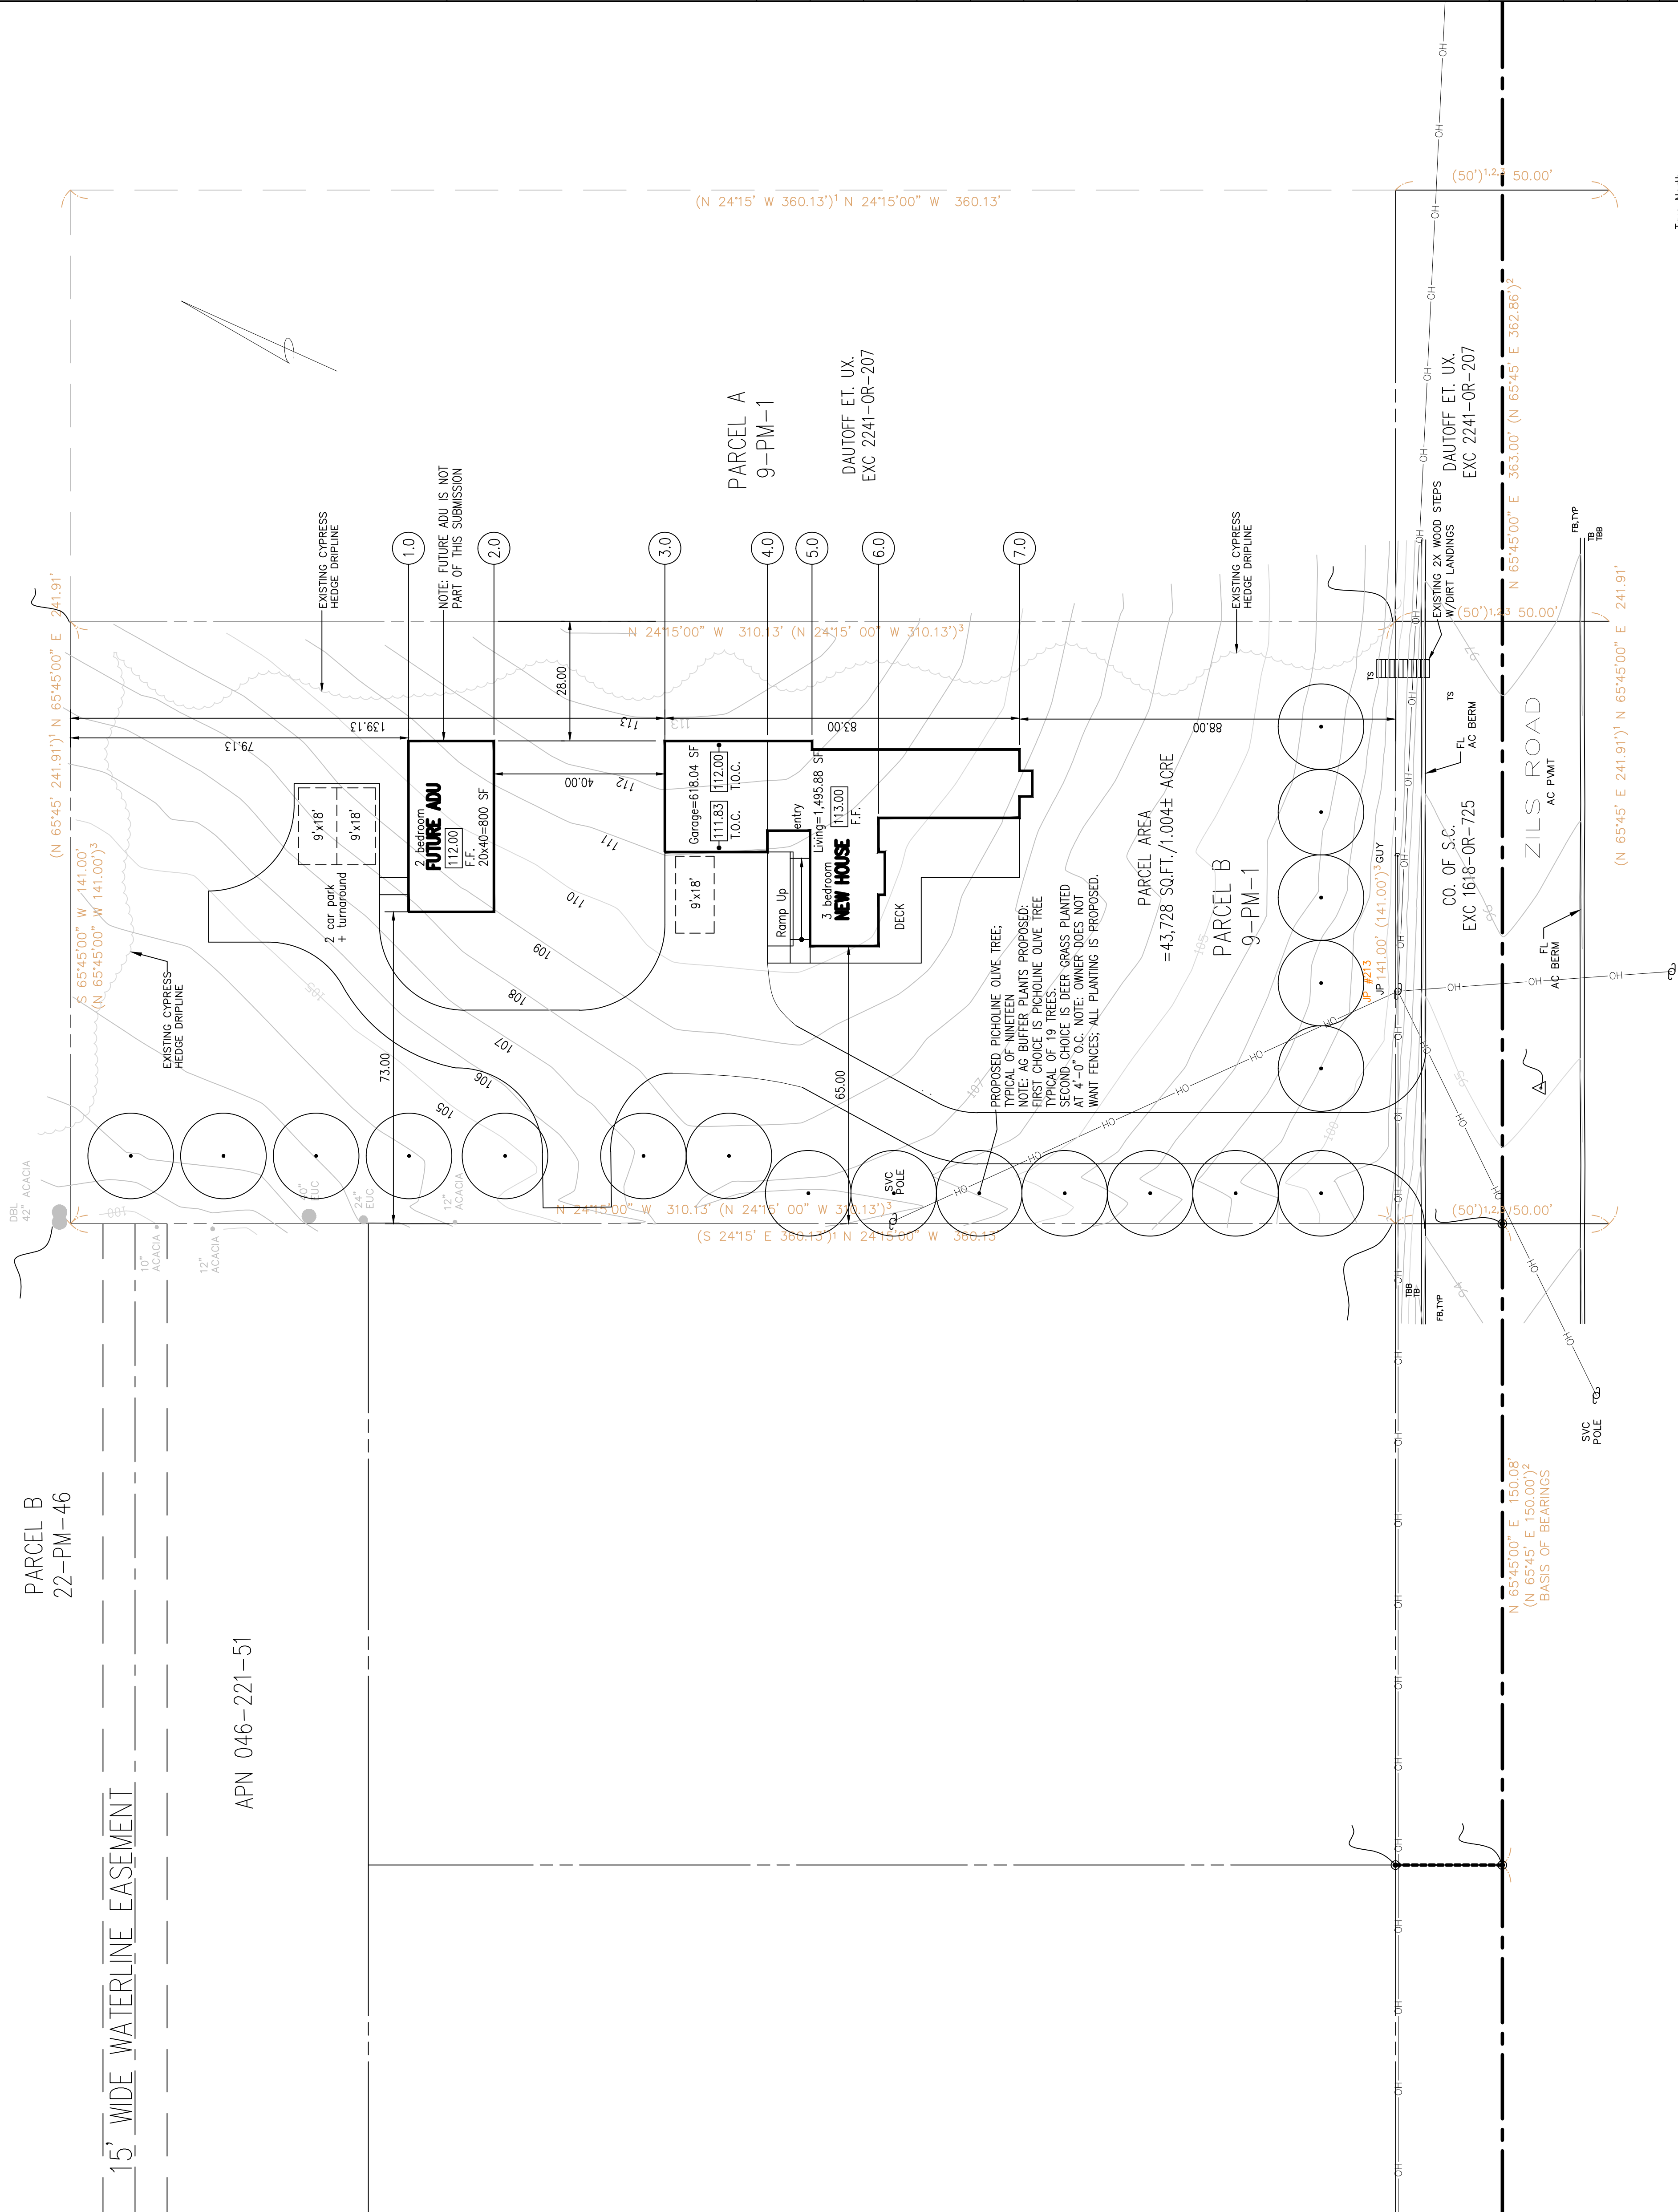 PARCEL B
22-PM-46
15' WIDE WATERLINE EASEMENT
APN 046-221-51
DBL
42" ACACIA
10"
ACACIA
12"
ACACIA
EUC
24"
EUC
12"
ACACIA
(N 65°45' 241.91')¹ N 65°45'00" E 241.91'
S 65°45'00" W 141.00'
(N 65°45'00" W 141.00')³
EXISTING CYPRESS
HEDGE DRIPLINE
EXISTING CYPRESS
HEDGE DRIPLINE
NOTE: FUTURE ADU IS NOT
PART OF THIS SUBMISSION
1.0
2.0
3.0
4.0
5.0
6.0
7.0
79.13
139.13
28.00
40.00
83.00
88.00
73.00
65.00
9'x18'
9'x18'
2 car park
+ turnaround
2 bedroom
FUTURE ADU
112.00
F.F.
20x40=800 SF
Garage=618.04 SF
111.83
T.O.C.
112.00
T.O.C.
9'x18'
Ramp Up
entry
Living=1,495.88 SF
3 bedroom
NEW HOUSE
113.00
F.F.
DECK
100
105
105
106
107
108
109
110
111
112
113
113
107
105
100
97
96
95
94
(N 24°15' W 360.13')¹ N 24°15'00" W 360.13'
N 24°15'00" W 310.13' (N 24°15' 00" W 310.13')³
N 24°15'00" W 310.13' (N 24°15' 00" W 310.13')³
(S 24°15' E 360.13')¹ N 24°15'00" W 360.13'
PARCEL A
9-PM-1
DAUTOFF ET. UX.
EXC 2241-OR-207
PROPOSED PICHOLINE OLIVE TREE;
TYPICAL OF NINETEEN
NOTE: AG BUFFER PLANTS PROPOSED:
FIRST CHOICE IS PICHOLINE OLIVE TREE
TYPICAL OF 19 TREES.
SECOND CHOICE IS DEER GRASS PLANTED
AT 4'-0" O.C. NOTE: OWNER DOES NOT
WANT FENCES; ALL PLANTING IS PROPOSED.
PARCEL AREA
=43,728 SQ.FT./1.004± ACRE
PARCEL B
9-PM-1
EXISTING CYPRESS
HEDGE DRIPLINE
SVC
POLE
JP #213
JP
141.00' (141.00')³
GUY
TS
TS
EXISTING 2X WOOD STEPS
W/DIRT LANDINGS
DAUTOFF ET. UX.
EXC 2241-OR-207
CO. OF S.C.
EXC 1618-OR-725
FL
AC BERM
FL
AC BERM
ZILS ROAD
AC PVMT
FB,TYP
TB
TBB
TBB
TB
FB,TYP
(50')¹,²,³ 50.00'
(50')¹,²,³ 50.00'
(50')¹,²,³ 50.00'
N 65°45'00" E 363.00' (N 65°45' E 362.86')²
(N 65°45' E 241.91')¹ N 65°45'00" E 241.91'
SVC
POLE
N 65°45'00" E 150.08'
(N 65°45' E 150.00')²
BASIS OF BEARINGS
OH